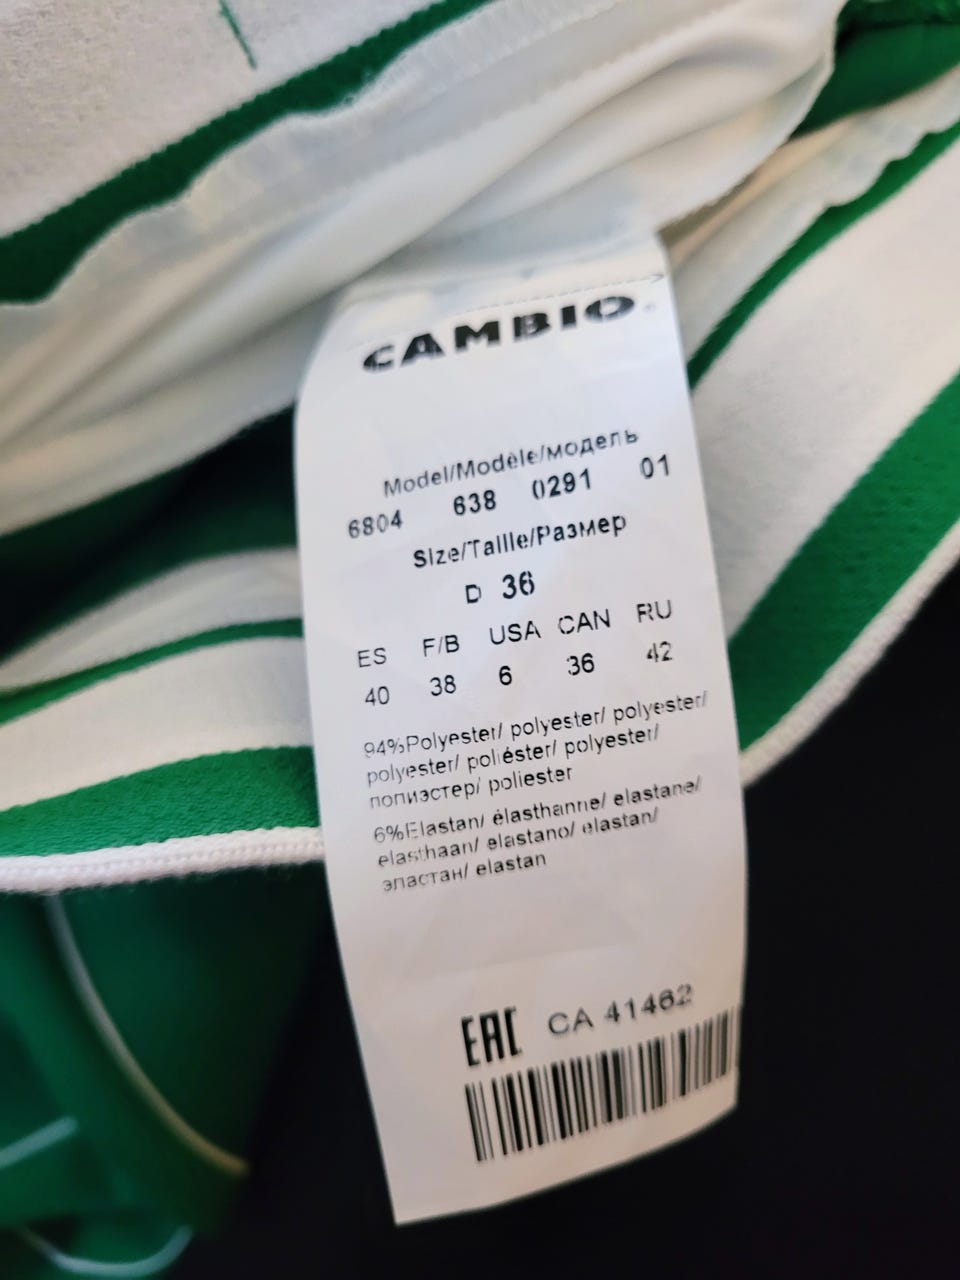 CAMBIO
Model/Modèle/модель
6804 638 0291 01
Size/Taille/Размер
D 36
ES F/B USA CAN RU
40 38 6 36 42
94%Polyester/ polyester/ polyester/
polyester/ poliéster/ polyester/
полиэстер/ poliester
6%Elastan/ élasthanne/ elastane/
elasthaan/ elastano/ elastan/
эластан/ elastan
EAC CA 41462